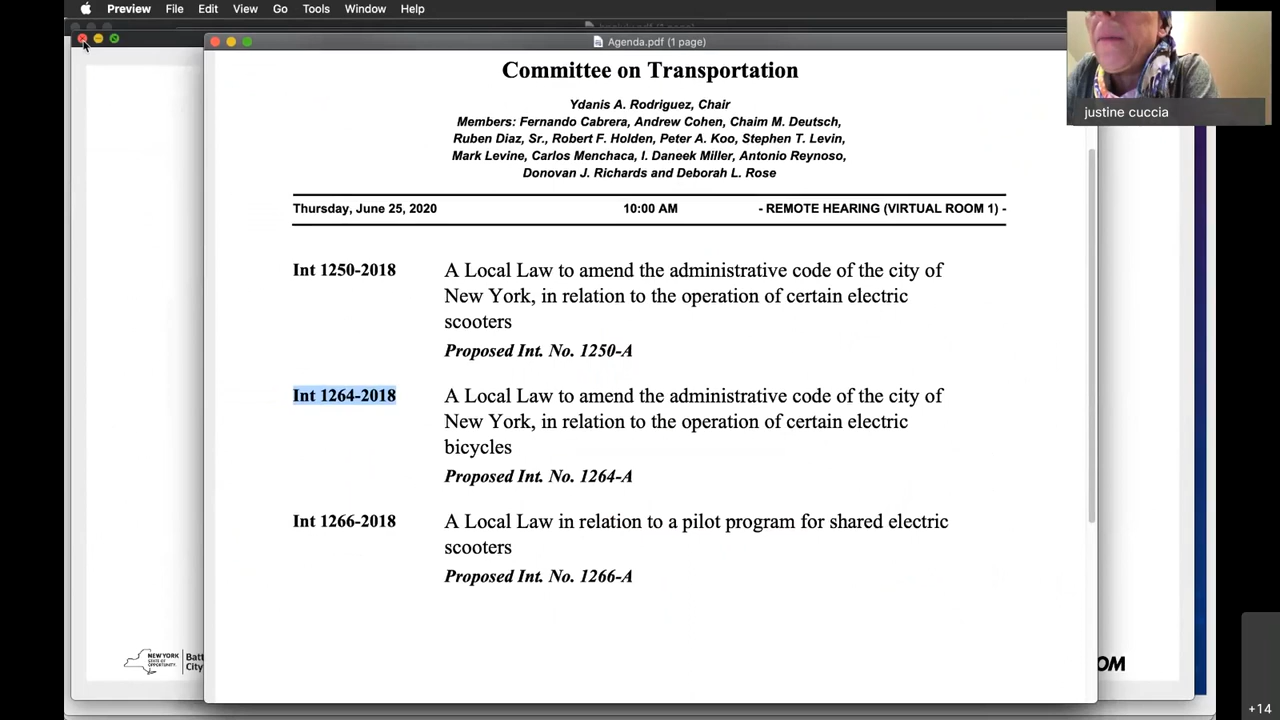 Preview File Edit View Go Tools Window Help
Agenda.pdf (1 page)
justine cuccia
Committee on Transportation
Ydanis A. Rodriguez, Chair
Members: Fernando Cabrera, Andrew Cohen, Chaim M. Deutsch,
Ruben Diaz, Sr., Robert F. Holden, Peter A. Koo, Stephen T. Levin,
Mark Levine, Carlos Menchaca, I. Daneek Miller, Antonio Reynoso,
Donovan J. Richards and Deborah L. Rose
Thursday, June 25, 2020 10:00 AM - REMOTE HEARING (VIRTUAL ROOM 1) -
Int 1250-2018 A Local Law to amend the administrative code of the city of
New York, in relation to the operation of certain electric
scooters
Proposed Int. No. 1250-A
Int 1264-2018 A Local Law to amend the administrative code of the city of
New York, in relation to the operation of certain electric
bicycles
Proposed Int. No. 1264-A
Int 1266-2018 A Local Law in relation to a pilot program for shared electric
scooters
Proposed Int. No. 1266-A
NEW YORK
STATE OF
OPPORTUNITY.
Batt
City
OM
+14